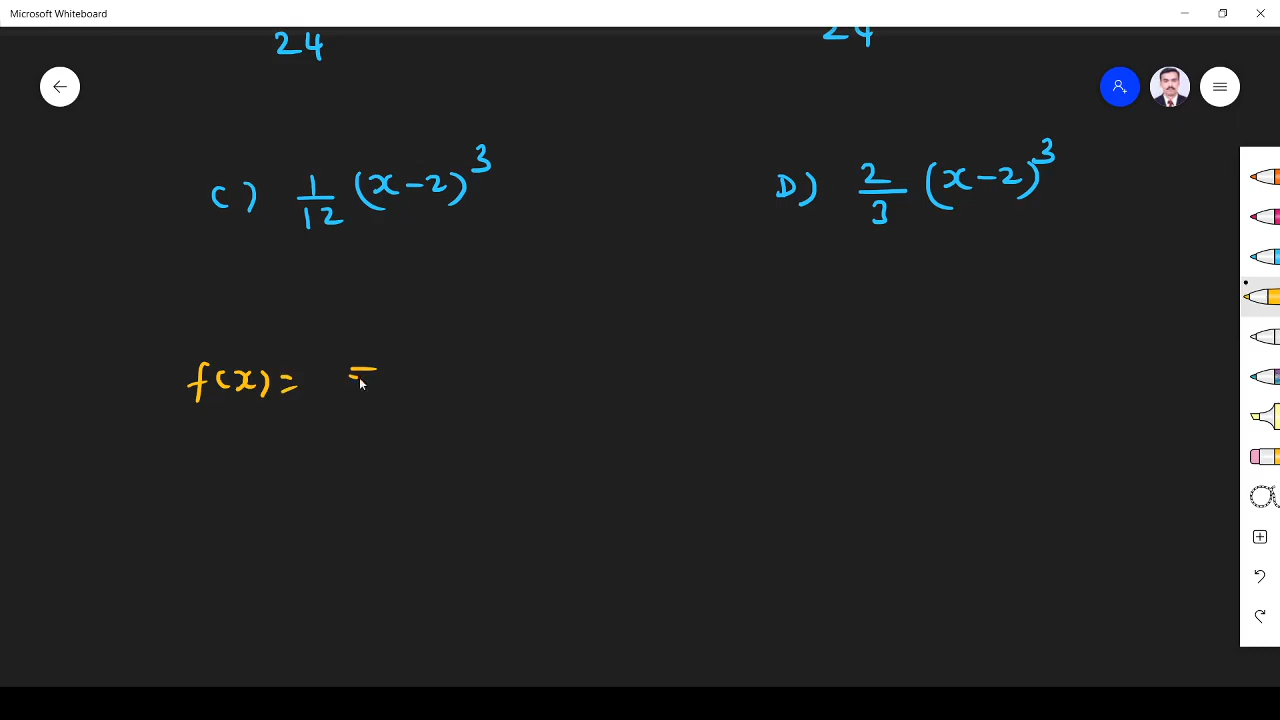 Microsoft Whiteboard
24 24
C) 1/12 (x-2)^3 D) 2/3 (x-2)^3
f(x) = =